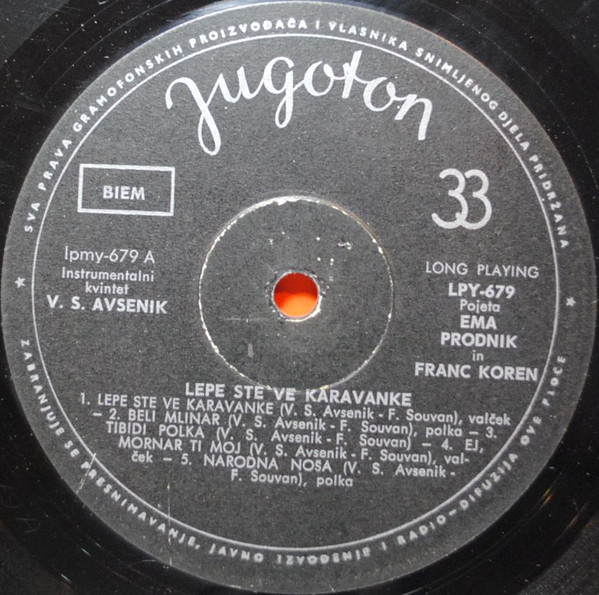 SVA PRAVA GRAMOFONSKIH PROIZVOĐAČA I VLASNIKA SNIMLJENOG DJELA PRIDRŽANA
Jugoton
BIEM
33
lpmy-679 A
Instrumentalni
kvintet
V. S. AVSENIK
LONG PLAYING
LPY-679
Pojeta
EMA
PRODNIK
in
FRANC KOREN
LEPE STE VE KARAVANKE
1. LEPE STE VE KARAVANKE (V. S. Avsenik - F. Souvan), valček
– 2. BELI MLINAR (V. S. Avsenik - F. Souvan), polka – 3.
TIBIDI POLKA (V. S. Avsenik - F. Souvan) – 4. EJ,
MORNAR TI MOJ (V. S. Avsenik - F. Souvan), val-
ček – 5. NARODNA NOŠA (V. S. Avsenik -
F. Souvan), polka
ZABRANJUJE SE PRESNIMAVANJE, JAVNO IZVOĐENJE I RADIO-DIFUZIJA OVE PLOČE